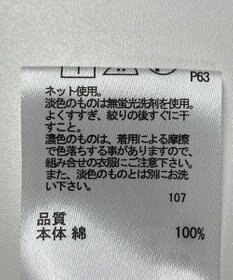 P63
ネット使用。
淡色のものは無蛍光洗剤を使用。
よくすすぎ、絞りの後すぐに干
すこと。
濃色のものは、着用による摩擦
で色落ちする事がありますので、
組み合せの衣服にご注意下さい。
また、淡色のものとは別にお洗
い下さい。
107
品質
本体 綿 100%